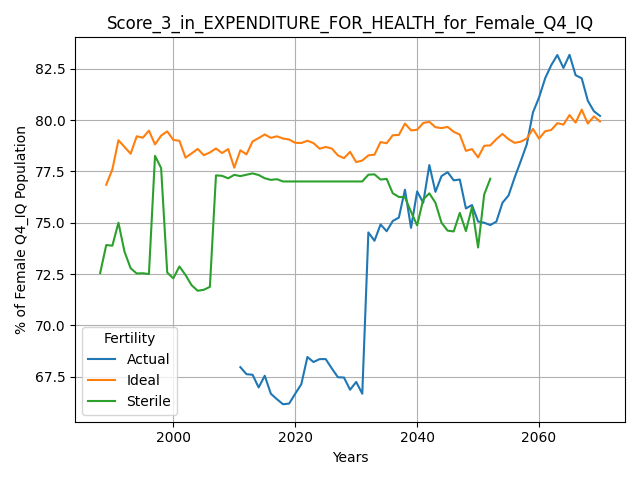 Score_3_in_EXPENDITURE_FOR_HEALTH_for_Female_Q4_IQ
% of Female Q4_IQ Population
82.5
80.0
77.5
75.0
72.5
70.0
67.5
Fertility
Actual
Ideal
Sterile
2000
2020
2040
2060
Years